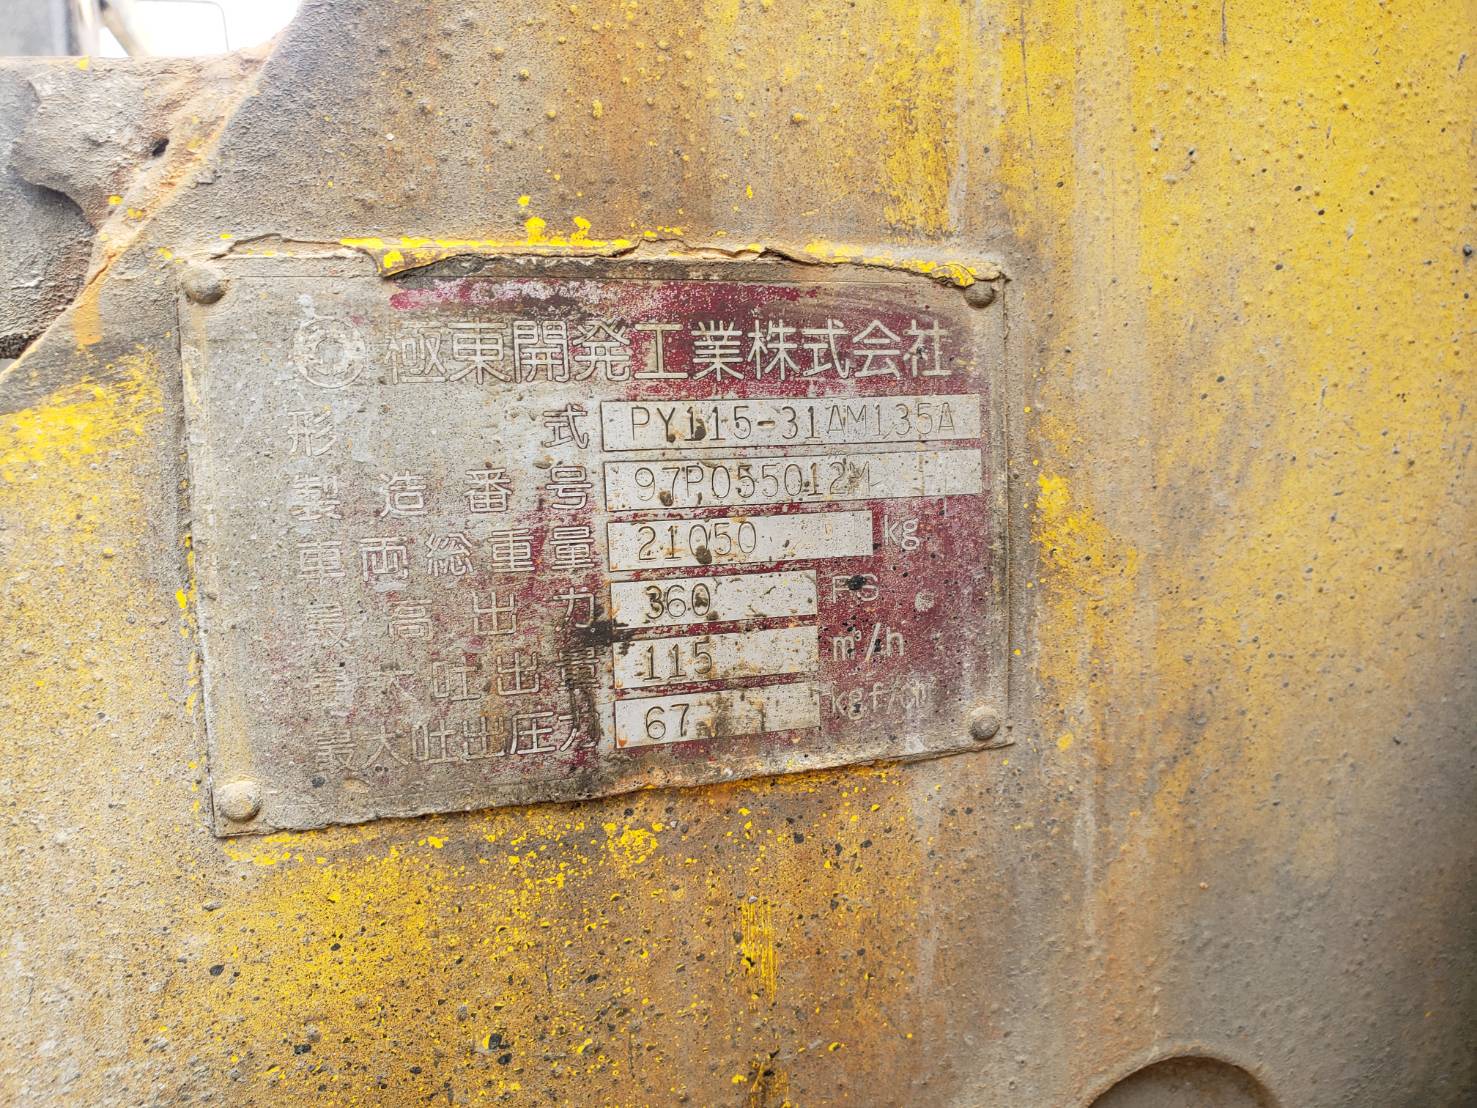 極東開発工業株式会社
形式 PY115-31AM135A
製造番号 97P055012M
車両総重量 21050 kg
最高出力 360 PS
最大吐出量 115 m³/h
最大吐出圧力 67 kgf/cm²